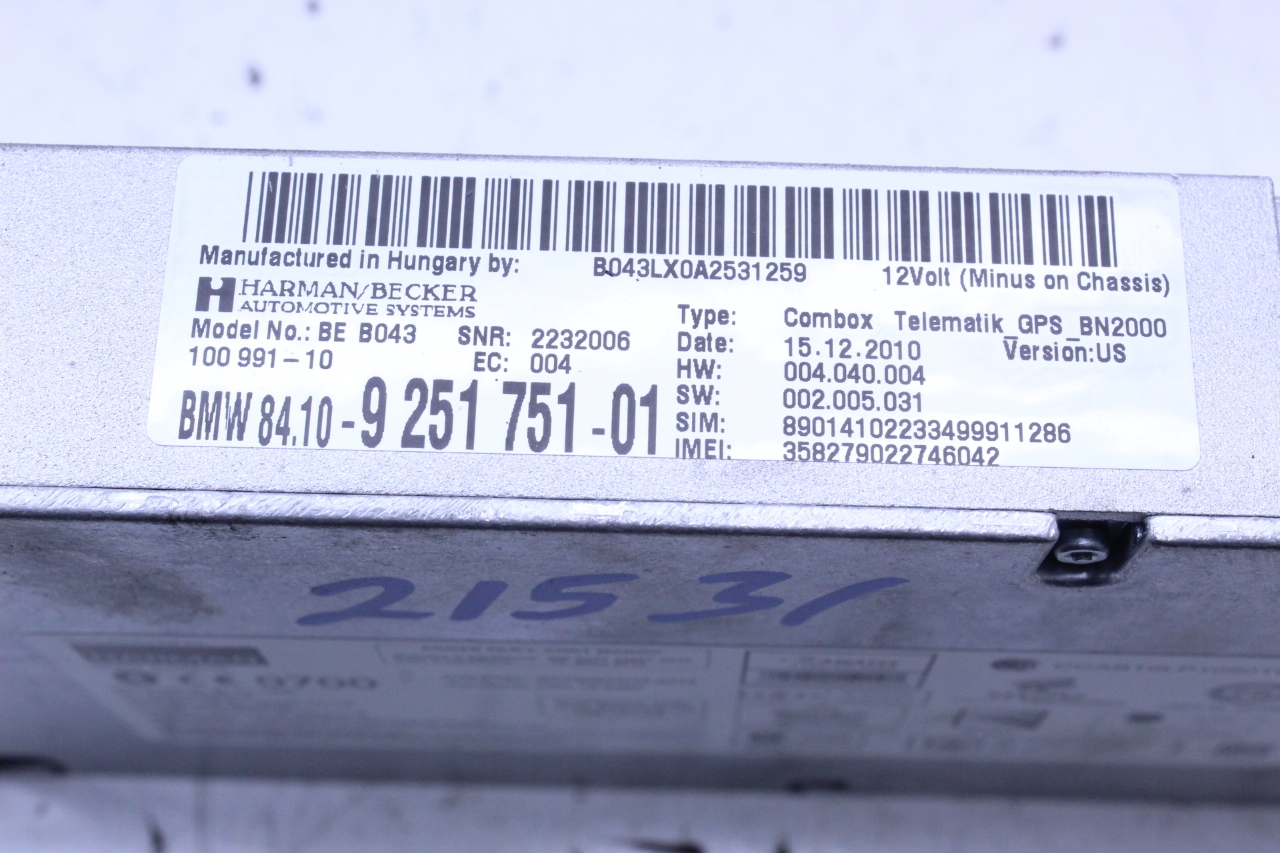 Manufactured in Hungary by: B043LX0A2531259 12Volt (Minus on Chassis)
HARMAN/BECKER
AUTOMOTIVE SYSTEMS
Model No.: BE B043 SNR: 2232006
100 991-10 EC: 004
BMW 84.10-9 251 751-01
Type: Combox Telematik_GPS_BN2000
Date: 15.12.2010 Version:US
HW: 004.040.004
SW: 002.005.031
SIM: 89014102233499911286
IMEI: 358279022746042
21531
CE 0700